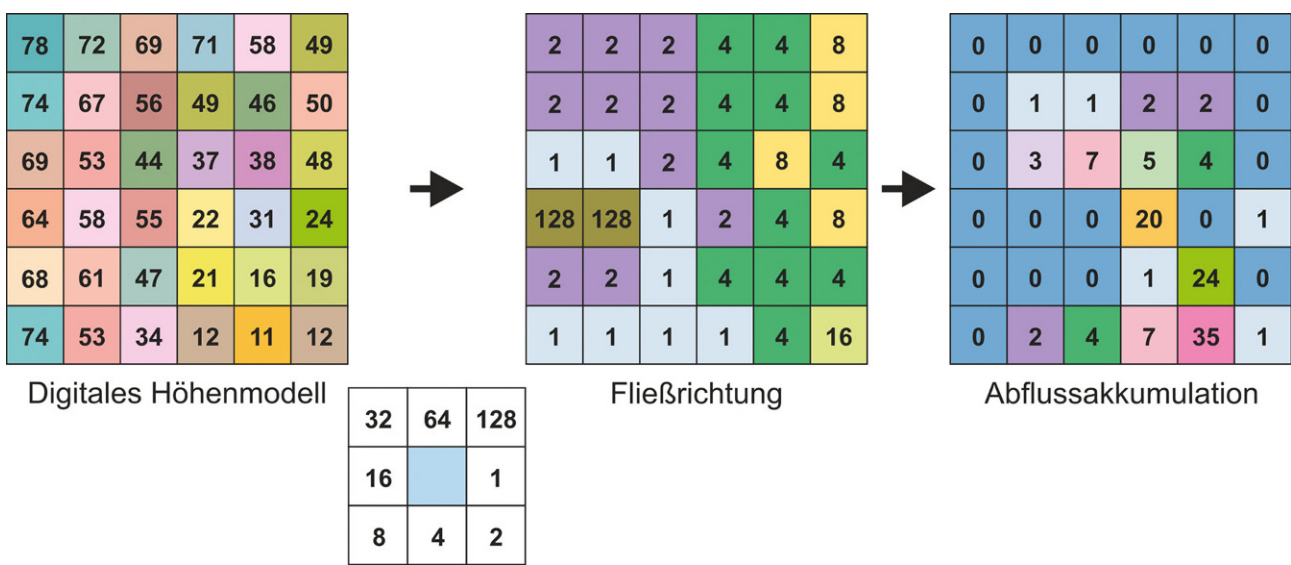 78 72 69 71 58 49
74 67 56 49 46 50
69 53 44 37 38 48
64 58 55 22 31 24
68 61 47 21 16 19
74 53 34 12 11 12
Digitales Höhenmodell
2 2 2 4 4 8
2 2 2 4 4 8
1 1 2 4 8 4
128 128 1 2 4 8
2 2 1 4 4 4
1 1 1 1 4 16
Fließrichtung
0 0 0 0 0 0
0 1 1 2 2 0
0 3 7 5 4 0
0 0 0 20 0 1
0 0 0 1 24 0
0 2 4 7 35 1
Abflussakkumulation
32 64 128
16 1
8 4 2